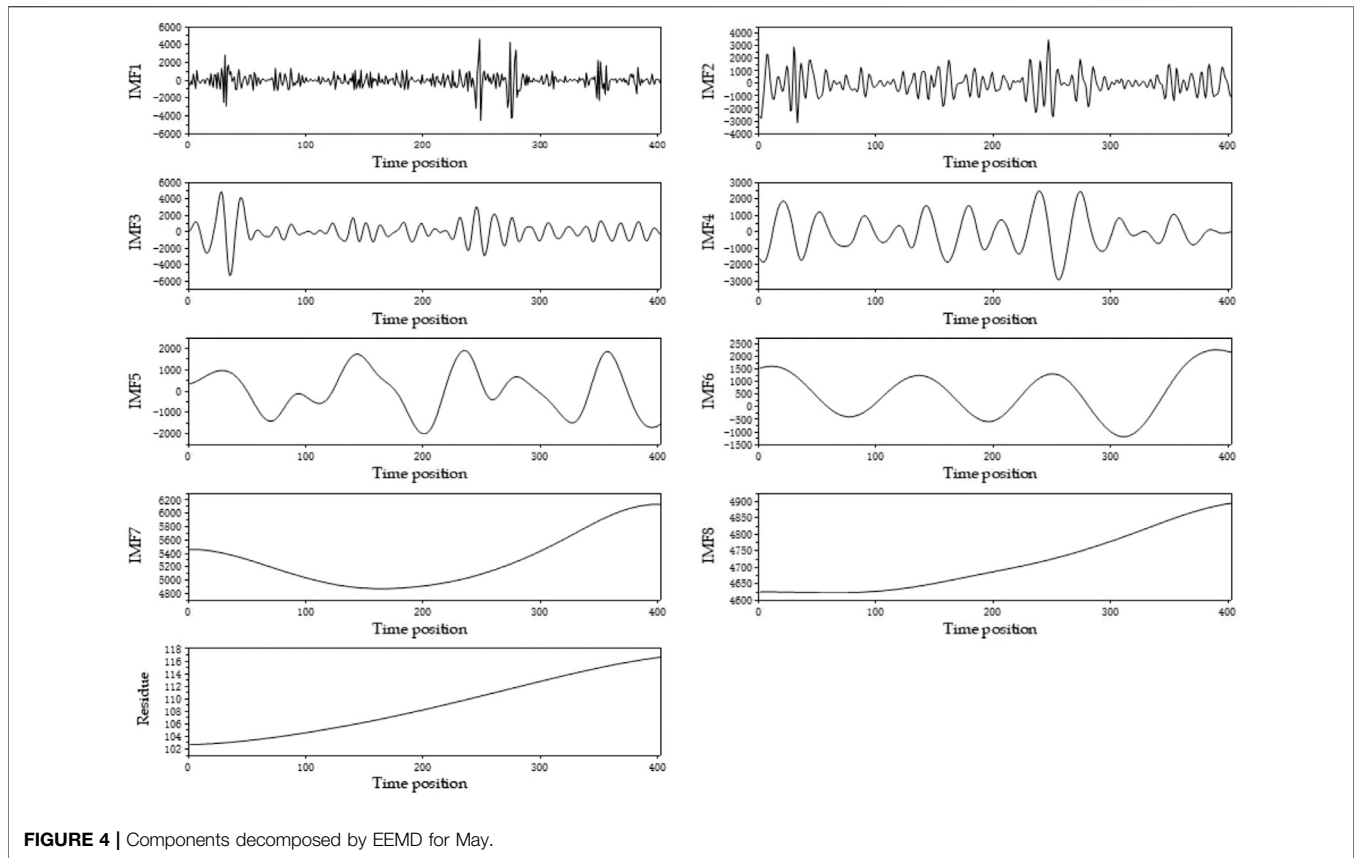 6000
4000
2000
0
−2000
−4000
−6000
IMF1
0 100 200 300 400
Time position
4000
3000
2000
1000
0
−1000
−2000
−3000
−4000
IMF2
0 100 200 300 400
Time position
6000
4000
2000
0
−2000
−4000
−6000
IMF3
0 100 200 300 400
Time position
3000
2000
1000
0
−1000
−2000
−3000
IMF4
0 100 200 300 400
Time position
2000
1000
0
−1000
−2000
IMF5
0 100 200 300 400
Time position
2500
2000
1500
1000
500
0
−500
−1000
−1500
IMF6
0 100 200 300 400
Time position
6200
6000
5800
5600
5400
5200
5000
4800
IMF7
0 100 200 300 400
Time position
4900
4850
4800
4750
4700
4650
4600
IMF8
0 100 200 300 400
Time position
118
116
114
112
110
108
106
104
102
Residue
0 100 200 300 400
Time position
FIGURE 4 | Components decomposed by EEMD for May.